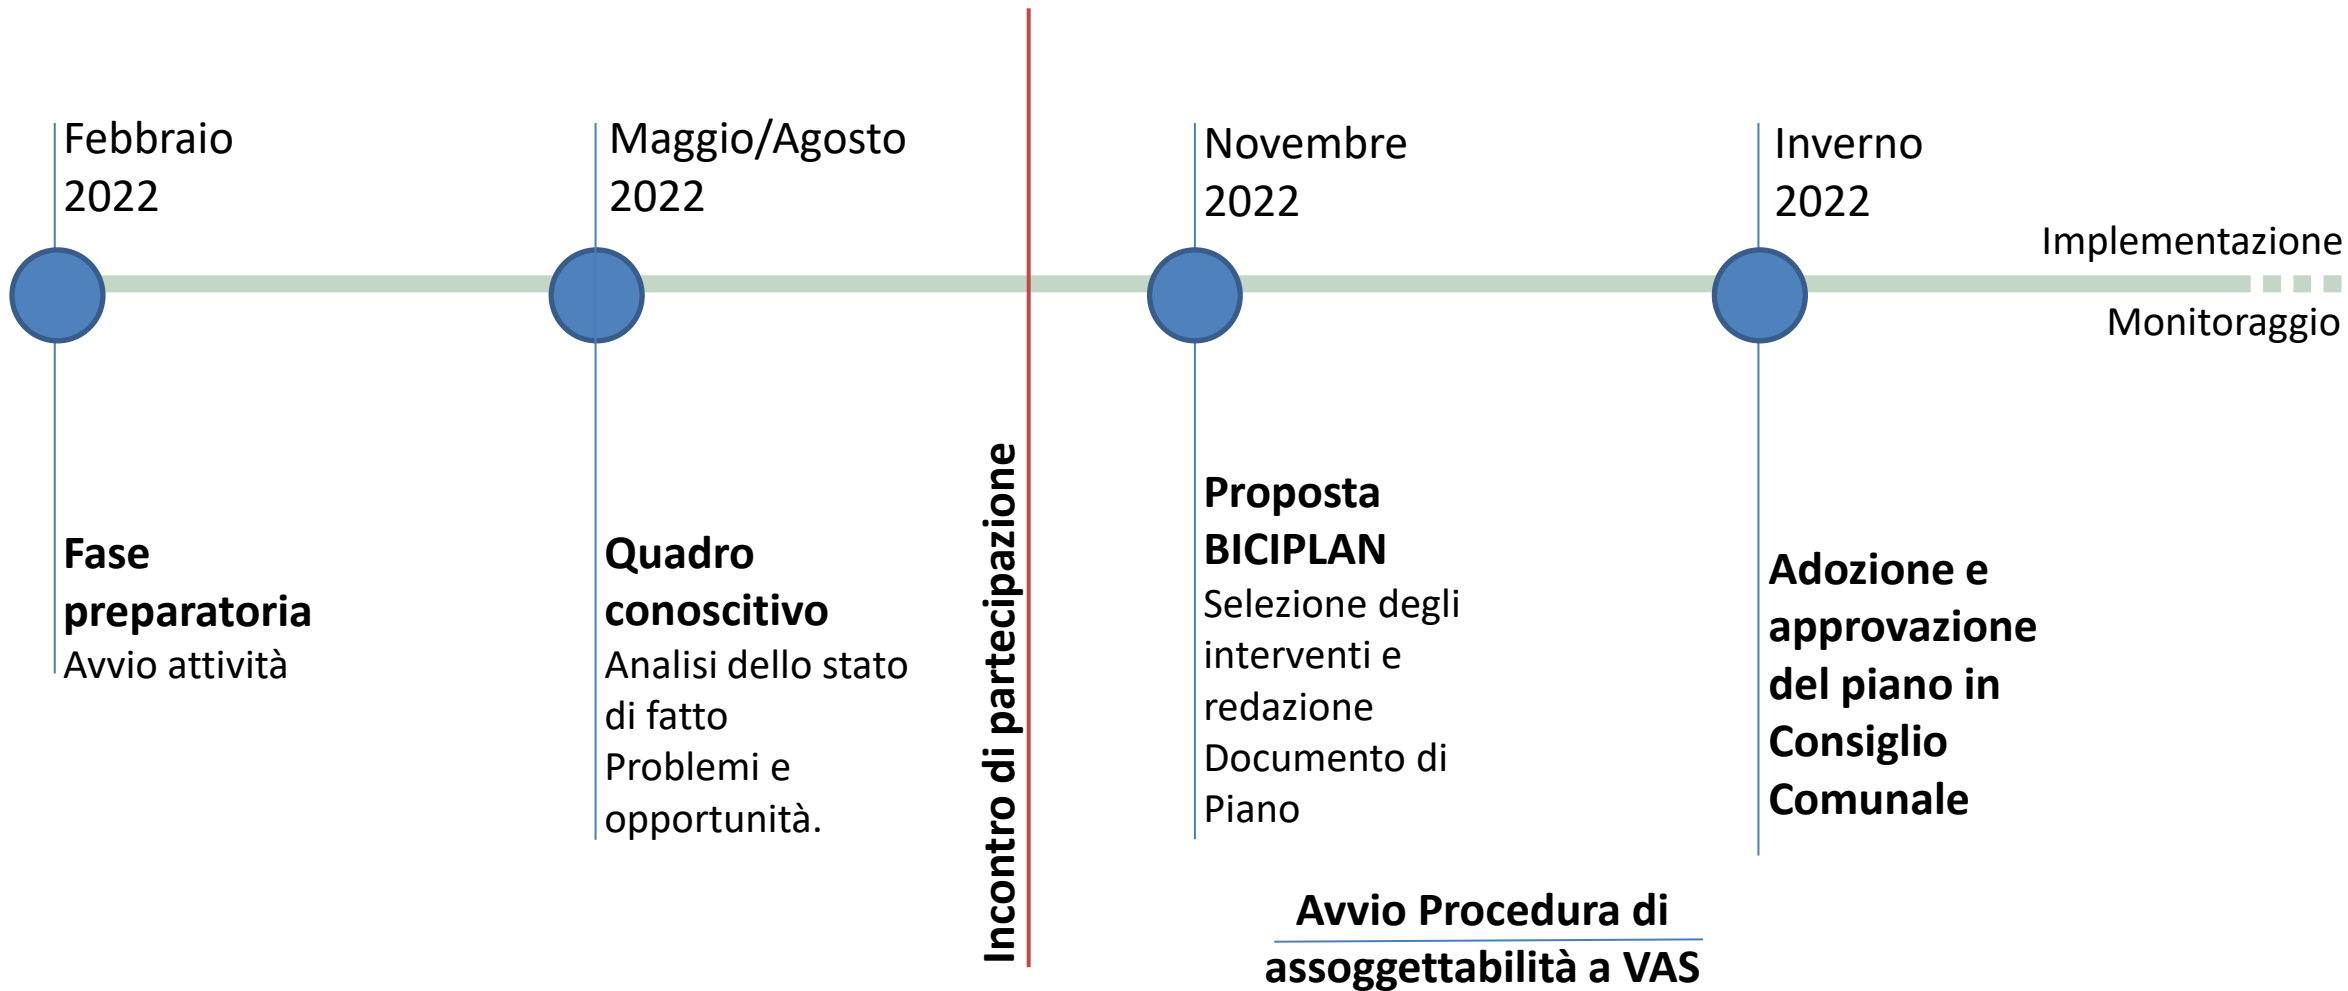 Febbraio
2022
Maggio/Agosto
2022
Novembre
2022
Inverno
2022
Implementazione
Monitoraggio
Fase
preparatoria
Avvio attività
Quadro
conoscitivo
Analisi dello stato
di fatto
Problemi e
opportunità.
Incontro di partecipazione
Proposta
BICIPLAN
Selezione degli
interventi e
redazione
Documento di
Piano
Adozione e
approvazione
del piano in
Consiglio
Comunale
Avvio Procedura di
assoggettabilità a VAS